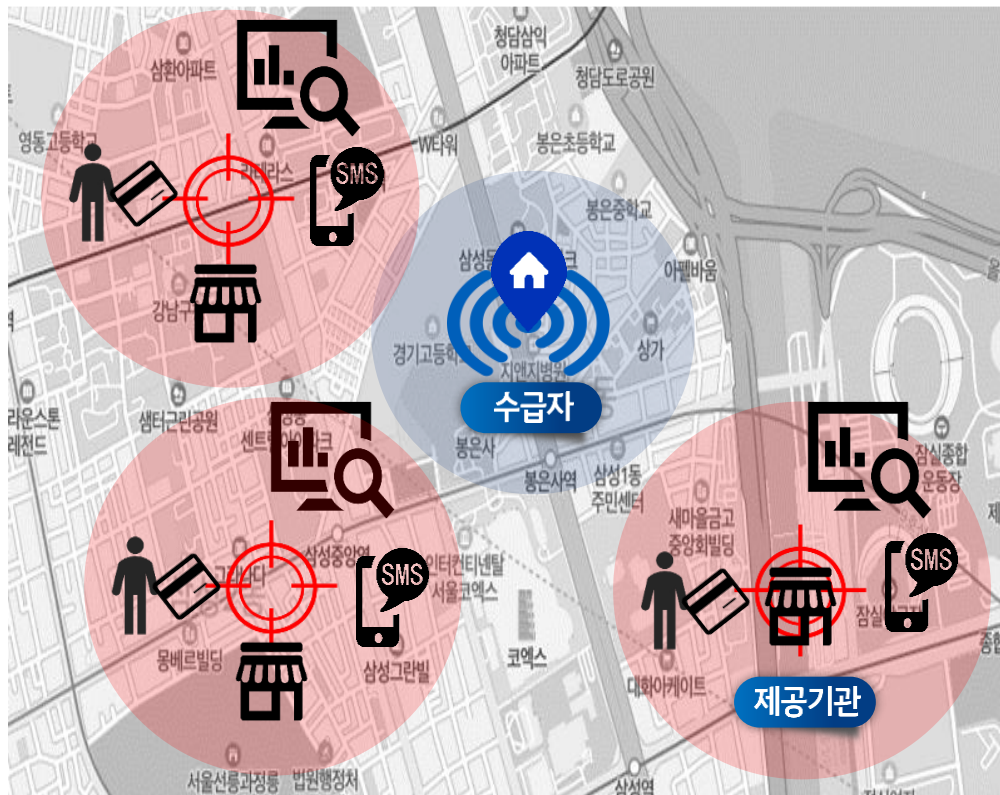 삼환아파트
청담삼익
아파트
청담도로공원
영동고등학교
W타워
봉은초등학교
SMS
봉은중학교
아펠바움
경기고등학교
상가
지앤지병원
수급자
샘터근린공원
봉은사
봉은사역
삼성1동
주민센터
잠실종합
운동장
새마을금고
중앙회빌딩
삼성중앙역
인터컨티넨탈
서울코엑스
SMS
SMS
몽베르빌딩
삼성그란빌
코엑스
대화아케이트
제공기관
서울선릉과정릉
법원행정처
삼성역